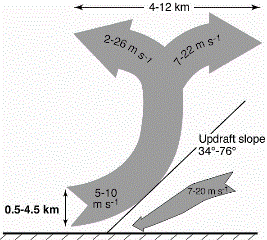 4-12 km
2-26 m s⁻¹
7-22 m s⁻¹
Updraft slope
34°-76°
5-10
m s⁻¹
7-20 m s⁻¹
0.5-4.5 km